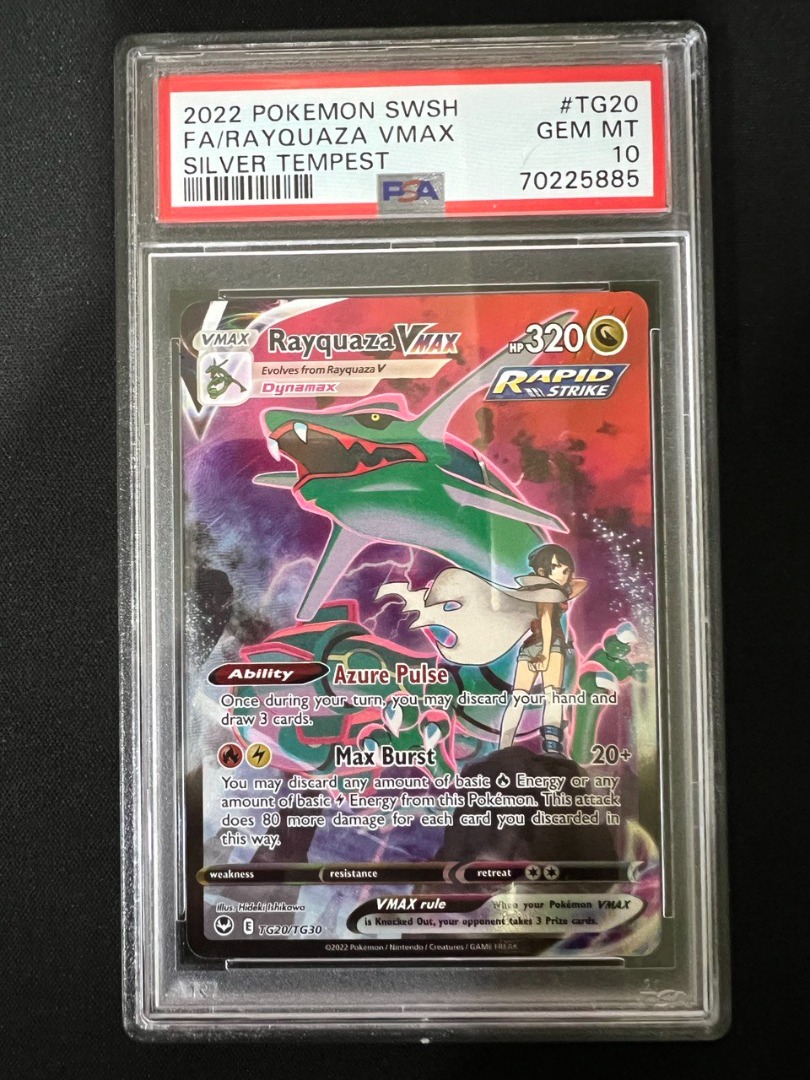 2022 POKEMON SWSH #TG20
FA/RAYQUAZA VMAX GEM MT
SILVER TEMPEST 10
PSA 70225885
VMAX Rayquaza VMAX HP 320
Evolves from Rayquaza V
Dynamax
RAPID
STRIKE
Ability Azure Pulse
Once during your turn, you may discard your hand and
draw 3 cards.
Max Burst 20+
You may discard any amount of basic Energy or any
amount of basic Energy from this Pokémon. This attack
does 80 more damage for each card you discarded in
this way.
weakness resistance retreat
Illus. Hideki Ishikawa
VMAX rule When your Pokémon VMAX
is Knocked Out, your opponent takes 3 Prize cards.
E TG20/TG30
©2022 Pokémon / Nintendo / Creatures / GAME FREAK